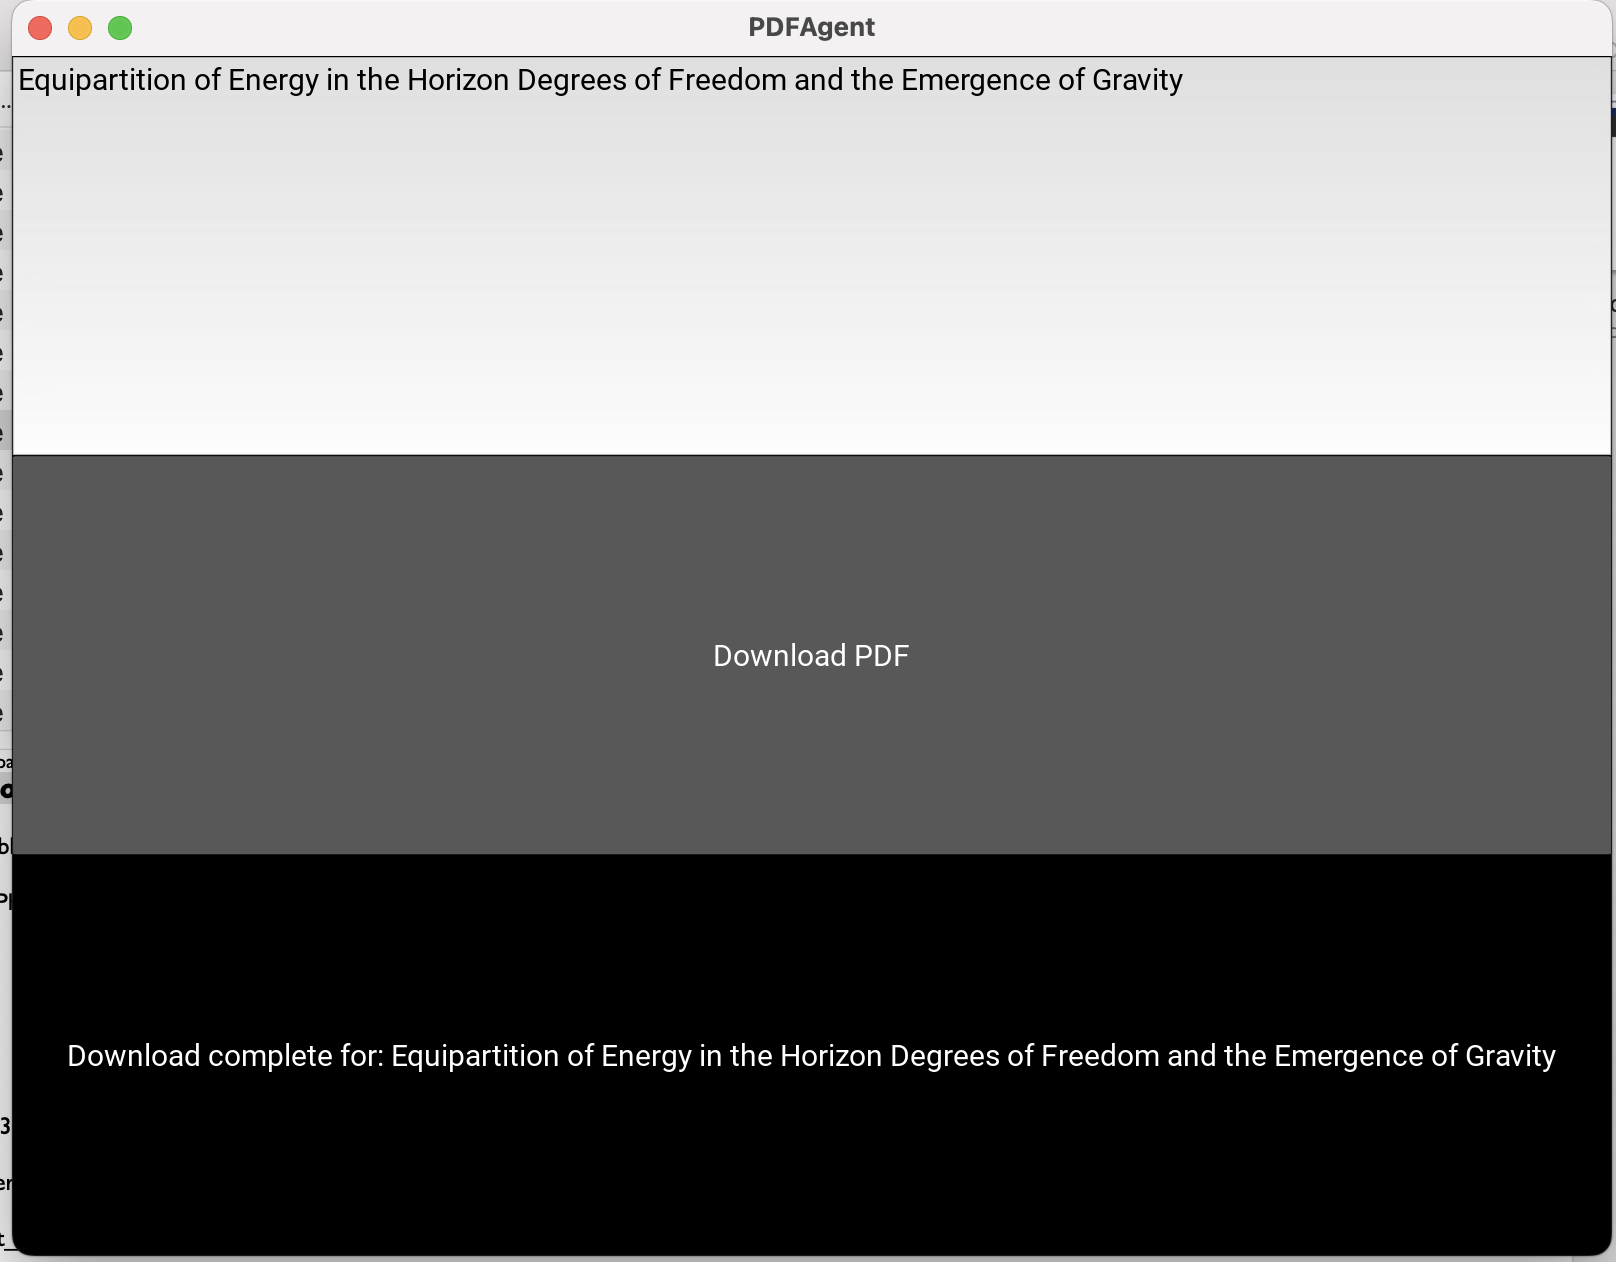 PDFAgent
Equipartition of Energy in the Horizon Degrees of Freedom and the Emergence of Gravity
Download PDF
Download complete for: Equipartition of Energy in the Horizon Degrees of Freedom and the Emergence of Gravity